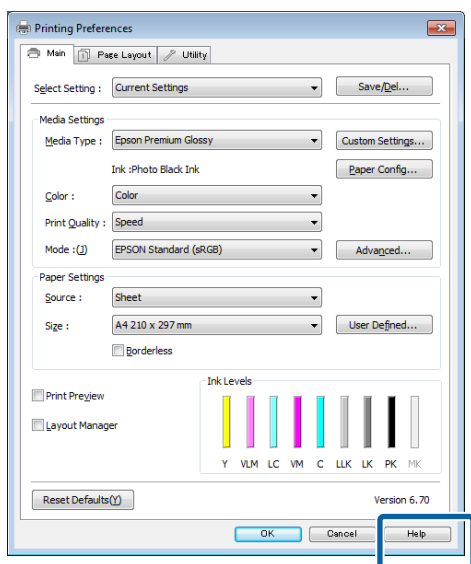 Printing Preferences
Main Page Layout Utility
Select Setting : Current Settings Save/Del...
Media Settings
Media Type : Epson Premium Glossy Custom Settings...
Ink :Photo Black Ink Paper Config...
Color : Color
Print Quality : Speed
Mode :(J) EPSON Standard (sRGB) Advanced...
Paper Settings
Source : Sheet
Size : A4 210 x 297 mm User Defined...
Borderless
Ink Levels
Print Preview
Layout Manager
Y VLM LC VM C LLK LK PK MK
Reset Defaults(Y) Version 6.70
OK Cancel Help